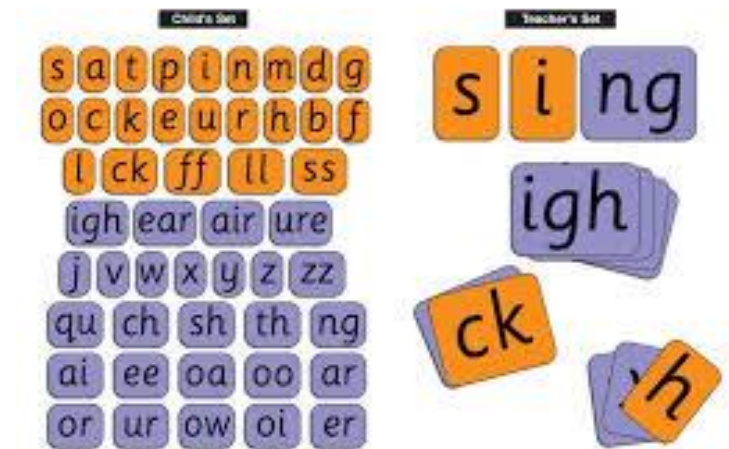 Child's Set
s a t p i n m d g
o c k e u r h b f
l ck ff ll ss
igh ear air ure
j v w x y z zz
qu ch sh th ng
ai ee oa oo ar
or ur ow oi er
Teacher's Set
s i ng
igh
ck
h